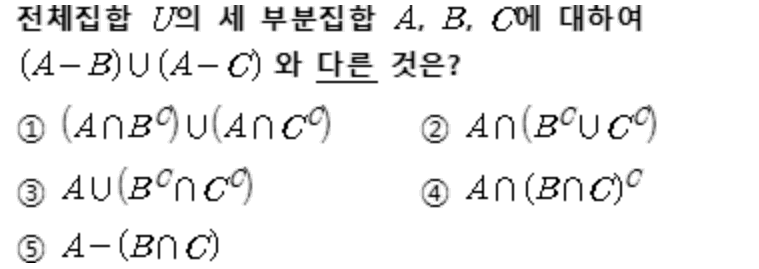 전체집합 U의 세 부분집합 A, B, C에 대하여
(A−B)∪(A−C) 와 다른 것은?
① (A∩B^C)∪(A∩C^C) ② A∩(B^C∪C^C)
③ A∪(B^C∩C^C) ④ A∩(B∩C)^C
⑤ A−(B∩C)